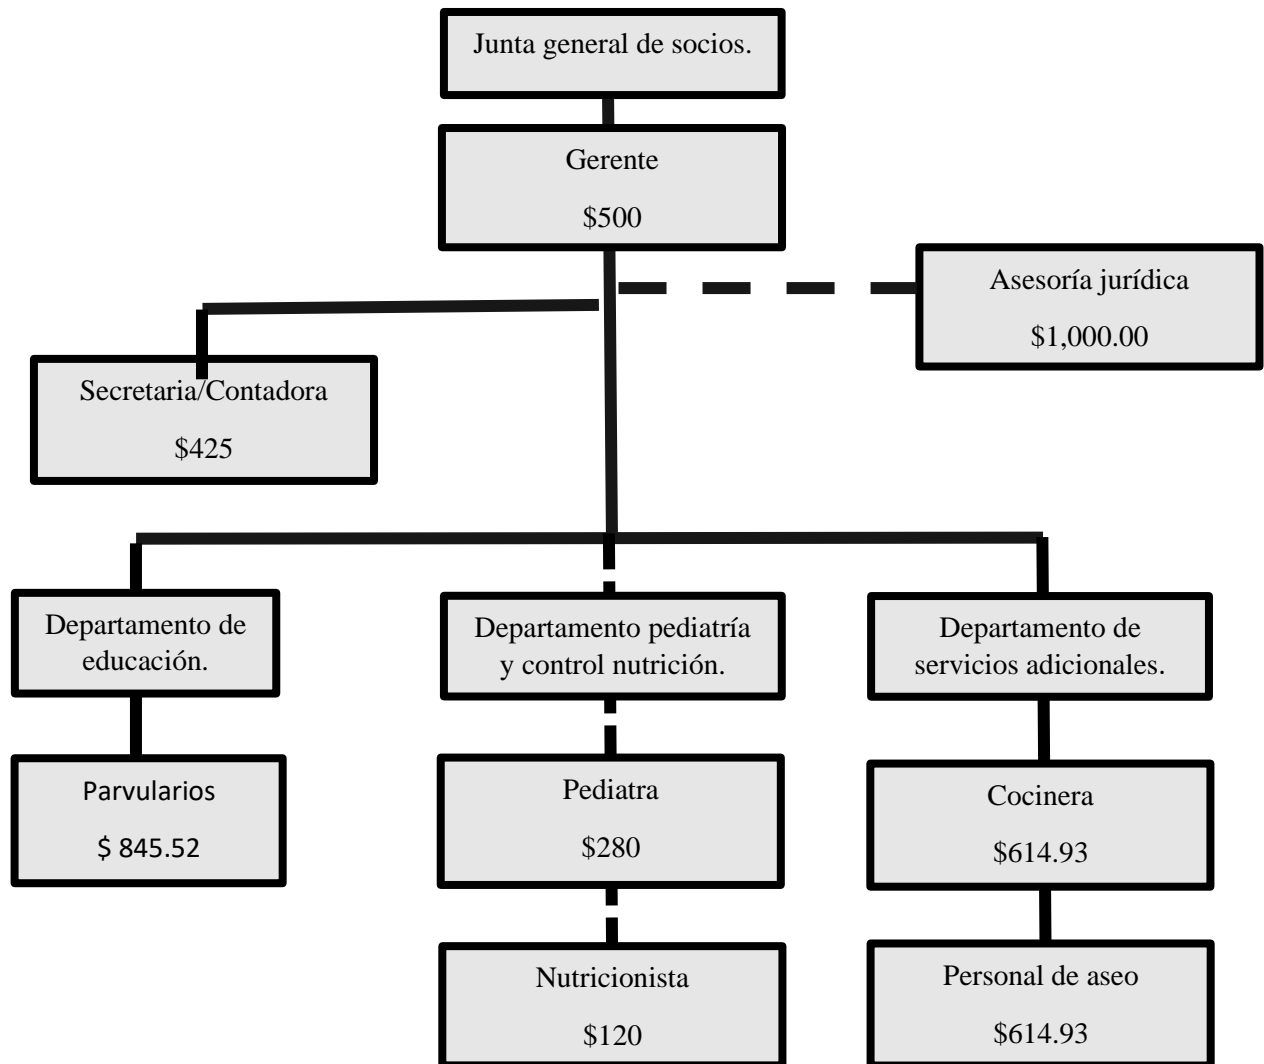 Junta general de socios.
Gerente
$500
Asesoría jurídica
$1,000.00
Secretaria/Contadora
$425
Departamento de
educación.
Departamento pediatría
y control nutrición.
Departamento de
servicios adicionales.
Parvularios
$ 845.52
Pediatra
$280
Cocinera
$614.93
Nutricionista
$120
Personal de aseo
$614.93